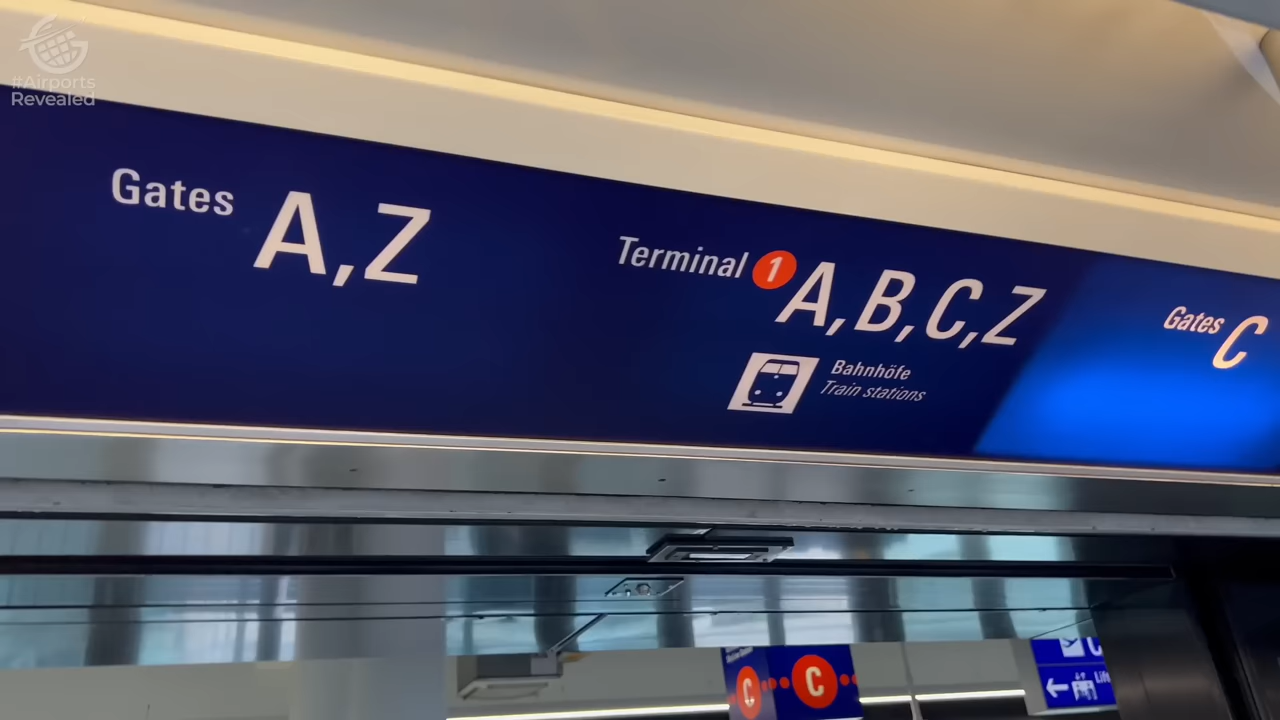 #Airports
Revealed
Gates A,Z
Terminal 1 A,B,C,Z
Bahnhöfe
Train stations
Gates C
C
C
C